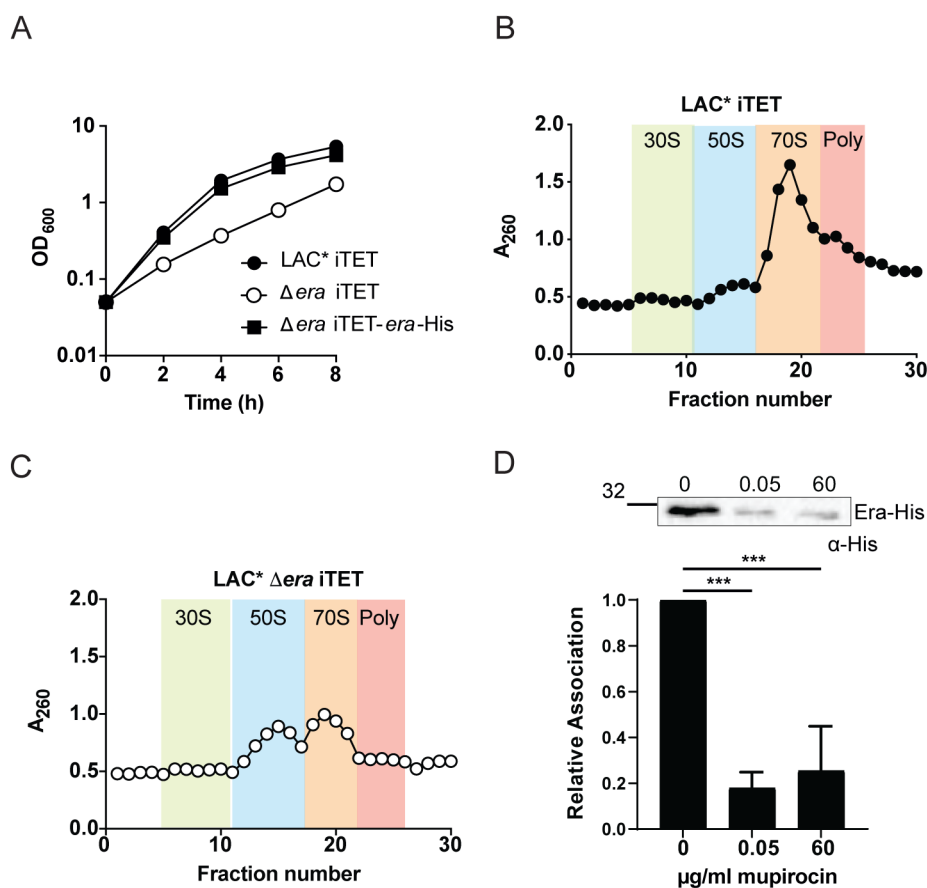 A
10
1
0.1
0.01
OD600
0 2 4 6 8
Time (h)
LAC* iTET
Δera iTET
Δera iTET-era-His
B
LAC* iTET
2.0
1.5
1.0
0.5
0.0
A260
30S 50S 70S Poly
0 10 20 30
Fraction number
C
LAC* Δera iTET
2.0
1.5
1.0
0.5
0.0
A260
30S 50S 70S Poly
0 10 20 30
Fraction number
D
0 0.05 60
32
Era-His
α-His
***
***
1.0
0.8
0.6
0.4
0.2
0.0
Relative Association
0 0.05 60
µg/ml mupirocin